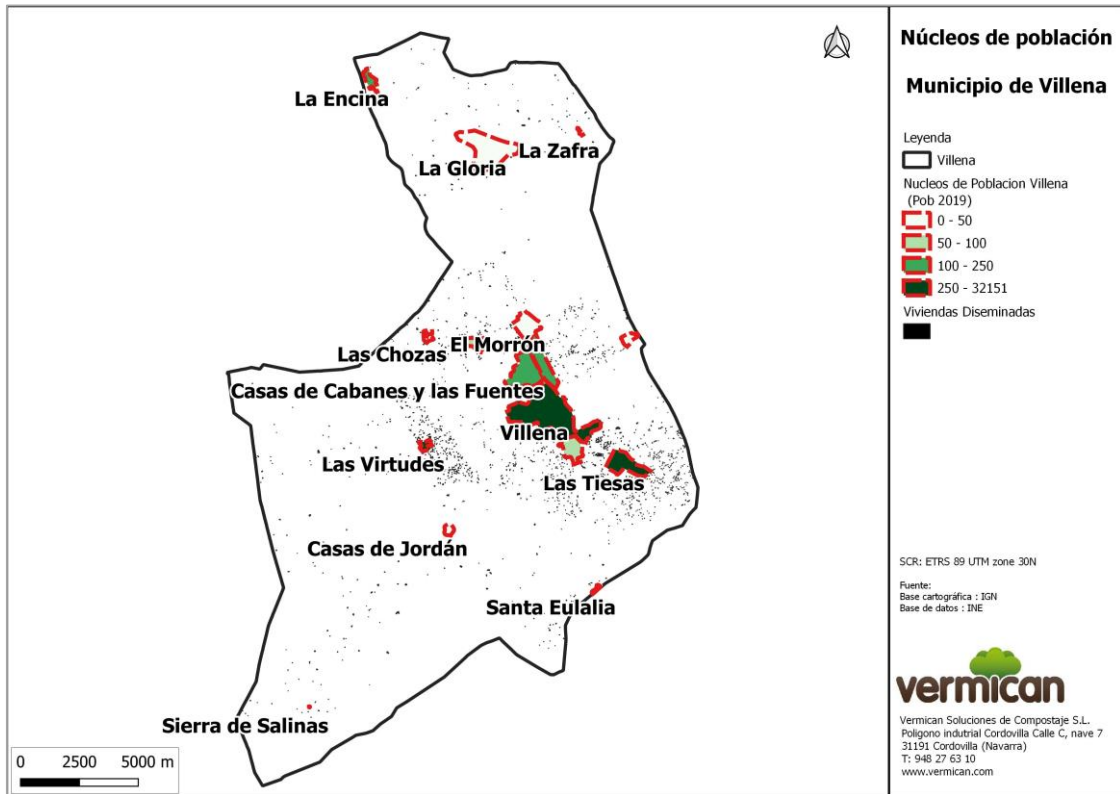 La Encina
La Zafra
La Gloria
El Morrón
Las Chozas
Casas de Cabanes y las Fuentes
Villena
Las Virtudes
Las Tiesas
Casas de Jordán
Santa Eulália
Sierra de Salinas
0 2500 5000 m
Núcleos de población
Municipio de Villena
Leyenda
Villena
Nucleos de Poblacion Villena
(Pob 2019)
0 - 50
50 - 100
100 - 250
250 - 32151
Viviendas Diseminadas
SCR: ETRS 89 UTM zone 30N
Fuente:
Base cartográfica : IGN
Base de datos : INE
vermican
Vermican Soluciones de Compostaje S.L.
Poligono indutrial Cordovilla Calle C, nave 7
31191 Cordovilla (Navarra)
T: 948 27 63 10
www.vermican.com